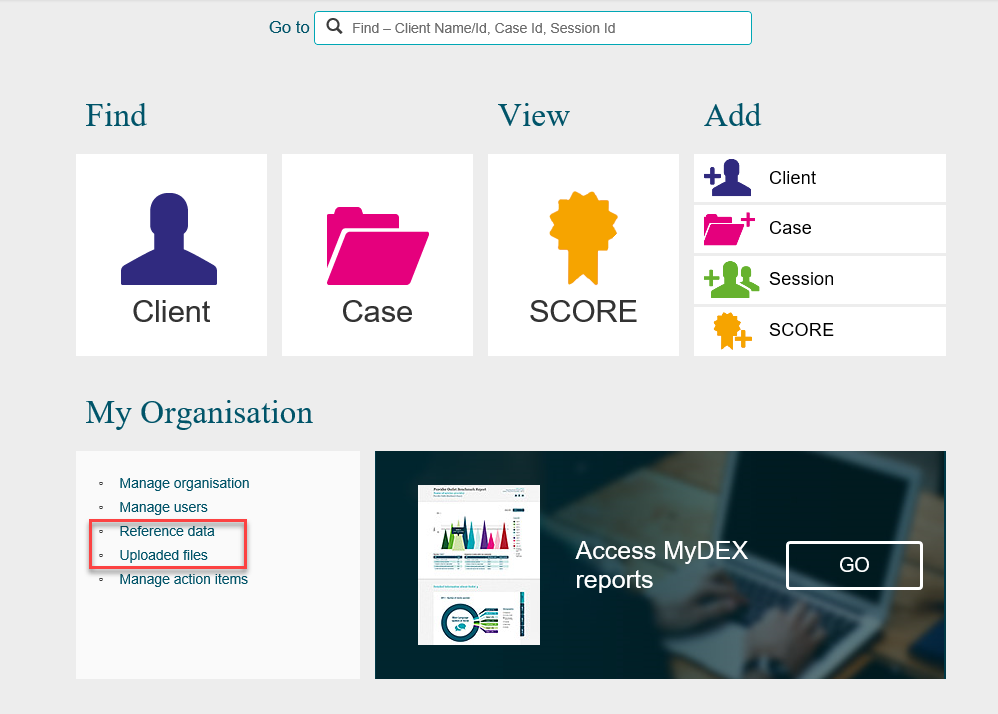 Go to
Find – Client Name/Id, Case Id, Session Id
Find
View
Add
Client
Case
SCORE
Client
Case
Session
SCORE
My Organisation
Manage organisation
Manage users
Reference data
Uploaded files
Manage action items
Access MyDEX
reports
GO